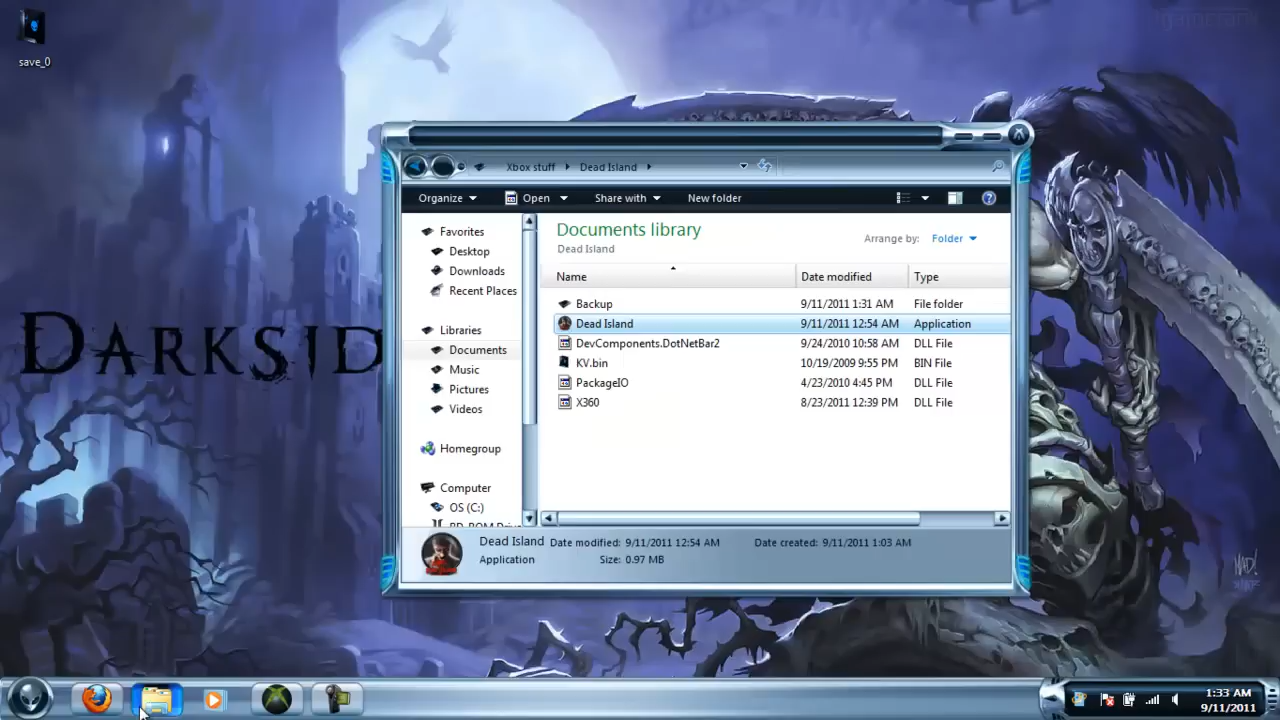 save_0
DARKSID
Xbox stuff
Dead Island
Organize
Open
Share with
New folder
Favorites
Desktop
Downloads
Recent Places
Libraries
Documents
Music
Pictures
Videos
Homegroup
Computer
OS (C:)
BD-ROM Driv
Documents library
Dead Island
Arrange by: Folder
Name Date modified Type
Backup 9/11/2011 1:31 AM File folder
Dead Island 9/11/2011 12:54 AM Application
DevComponents.DotNetBar2 9/24/2010 10:58 AM DLL File
KV.bin 10/19/2009 9:55 PM BIN File
PackageIO 4/23/2010 4:45 PM DLL File
X360 8/23/2011 12:39 PM DLL File
Dead Island Date modified: 9/11/2011 12:54 AM Date created: 9/11/2011 1:03 AM
Application Size: 0.97 MB
1:33 AM
9/11/2011